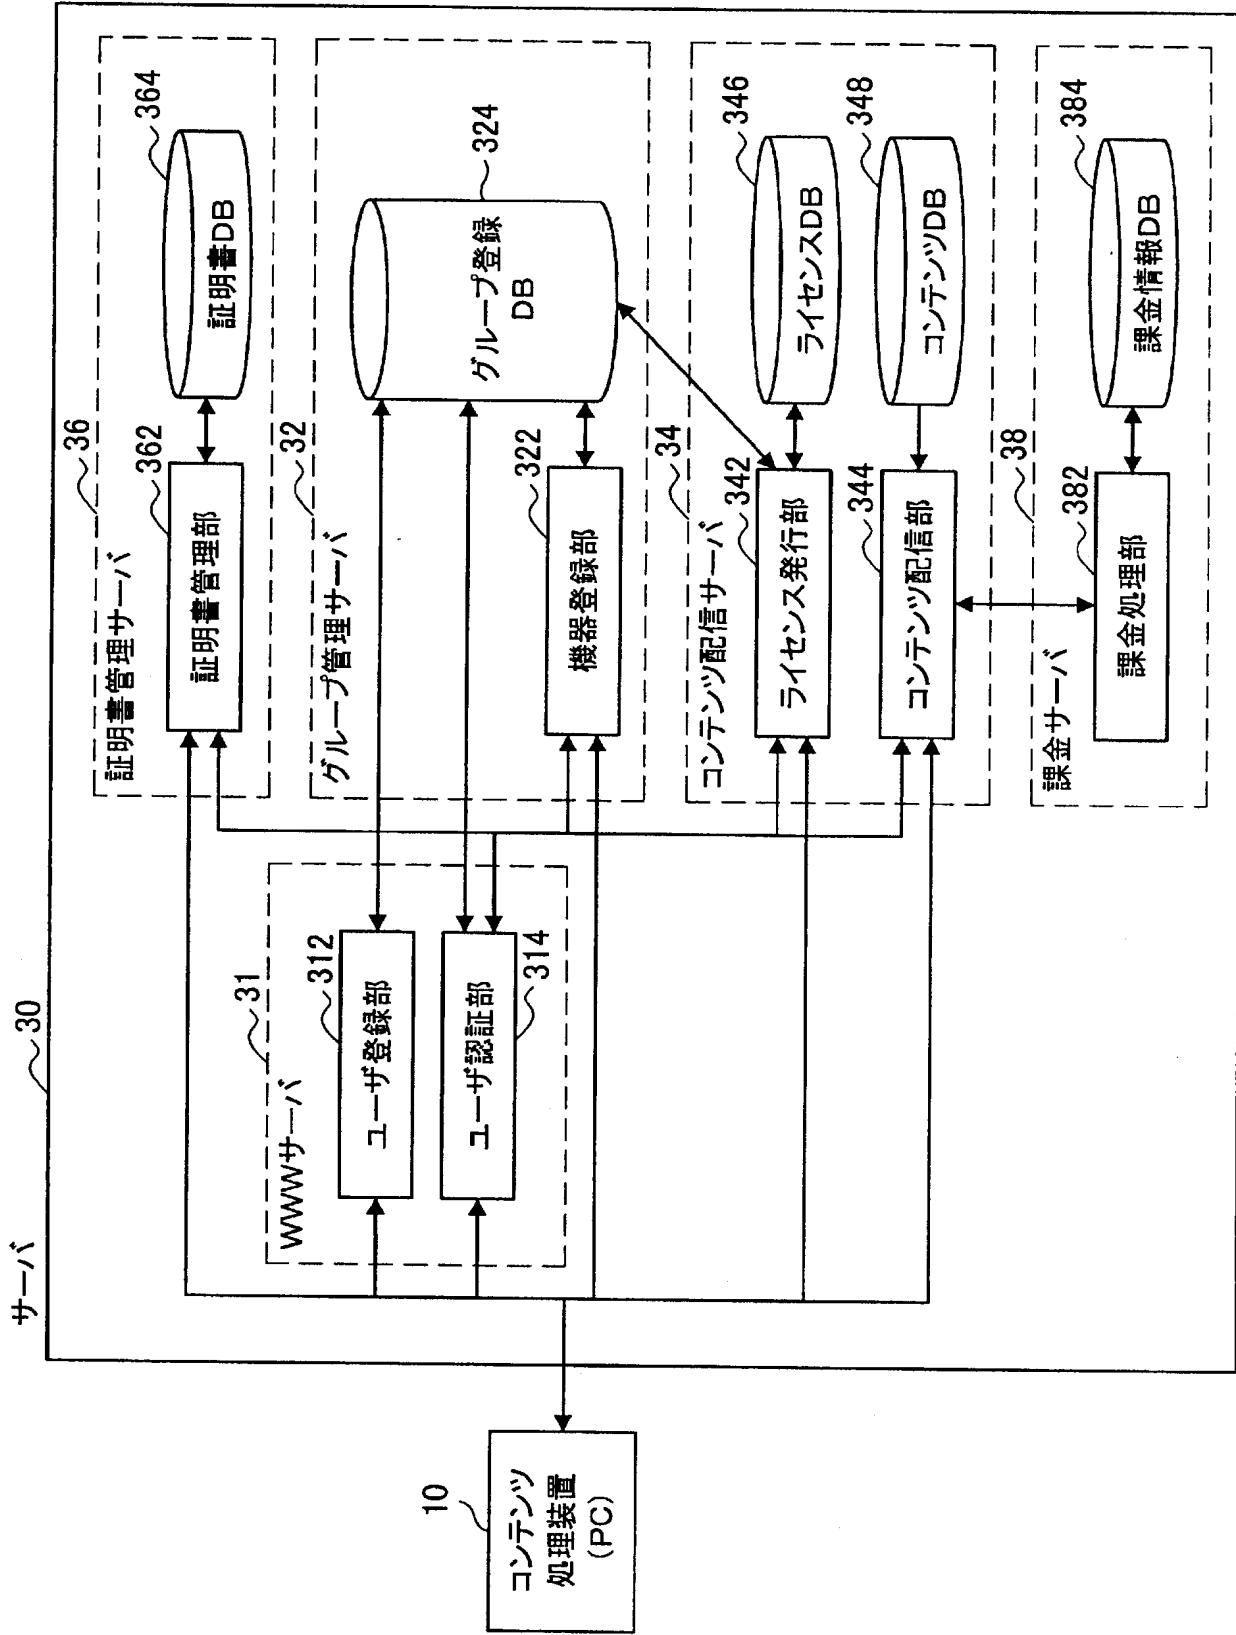 サーバ
30
証明書管理サーバ
36
証明書管理部
362
証明書DB
364
グループ管理サーバ
32
グループ登録
DB
324
機器登録部
322
WWWサーバ
31
ユーザ登録部
312
ユーザ認証部
314
コンテンツ配信サーバ
34
ライセンス発行部
342
ライセンスDB
346
コンテンツ配信部
344
コンテンツDB
348
課金サーバ
38
課金処理部
382
課金情報DB
384
10
コンテンツ
処理装置
(PC)